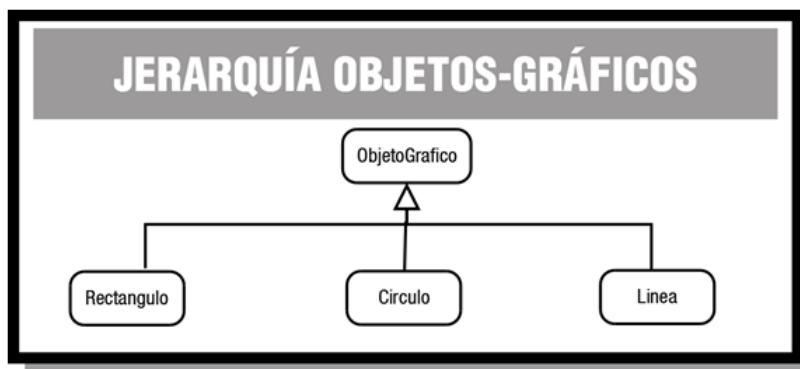 JERARQUÍA OBJETOS-GRÁFICOS
ObjetoGrafico
Rectangulo
Circulo
Linea